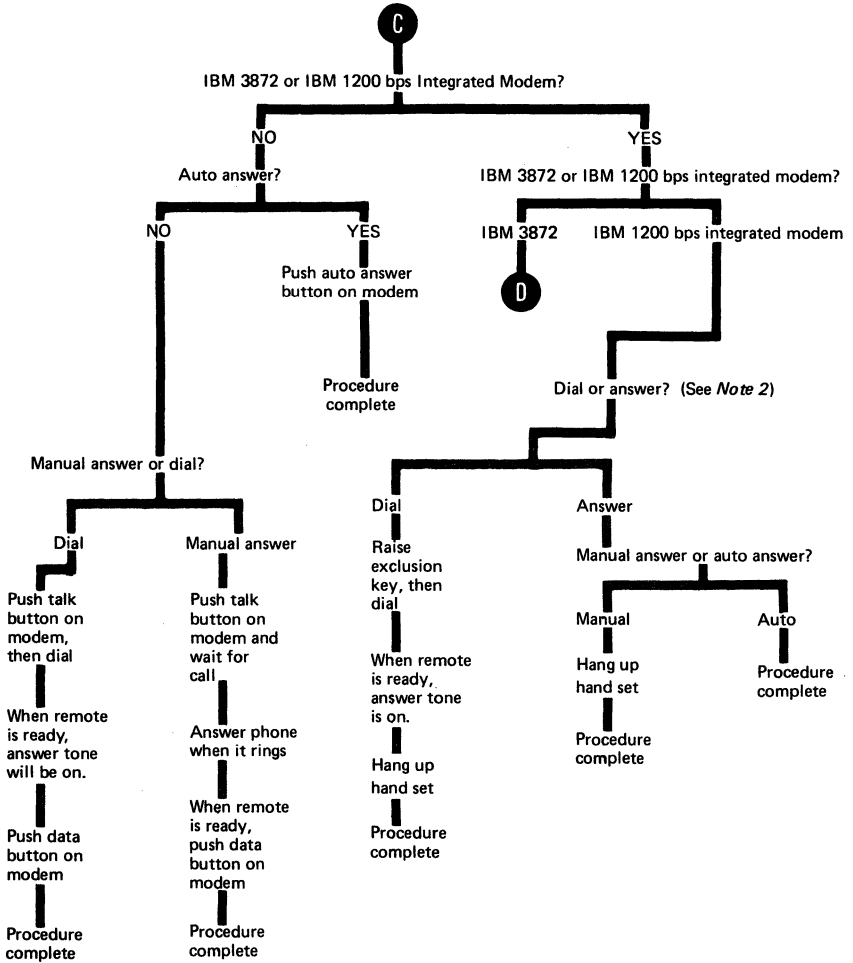 C
IBM 3872 or IBM 1200 bps Integrated Modem?
NO
YES
Auto answer?
IBM 3872 or IBM 1200 bps integrated modem?
NO
YES
IBM 3872
IBM 1200 bps integrated modem
Push auto answer
button on modem
D
Procedure
complete
Dial or answer? (See Note 2)
Manual answer or dial?
Dial
Manual answer
Push talk
button on
modem,
then dial
When remote
is ready,
answer tone
will be on.
Push data
button on
modem
Procedure
complete
Push talk
button on
modem and
wait for
call
Answer phone
when it rings
When remote
is ready,
push data
button on
modem
Procedure
complete
Dial
Raise
exclusion
key, then
dial
When remote
is ready,
answer tone
is on.
Hang up
hand set
Procedure
complete
Answer
Manual answer or auto answer?
Manual
Hang up
hand set
Procedure
complete
Auto
Procedure
complete